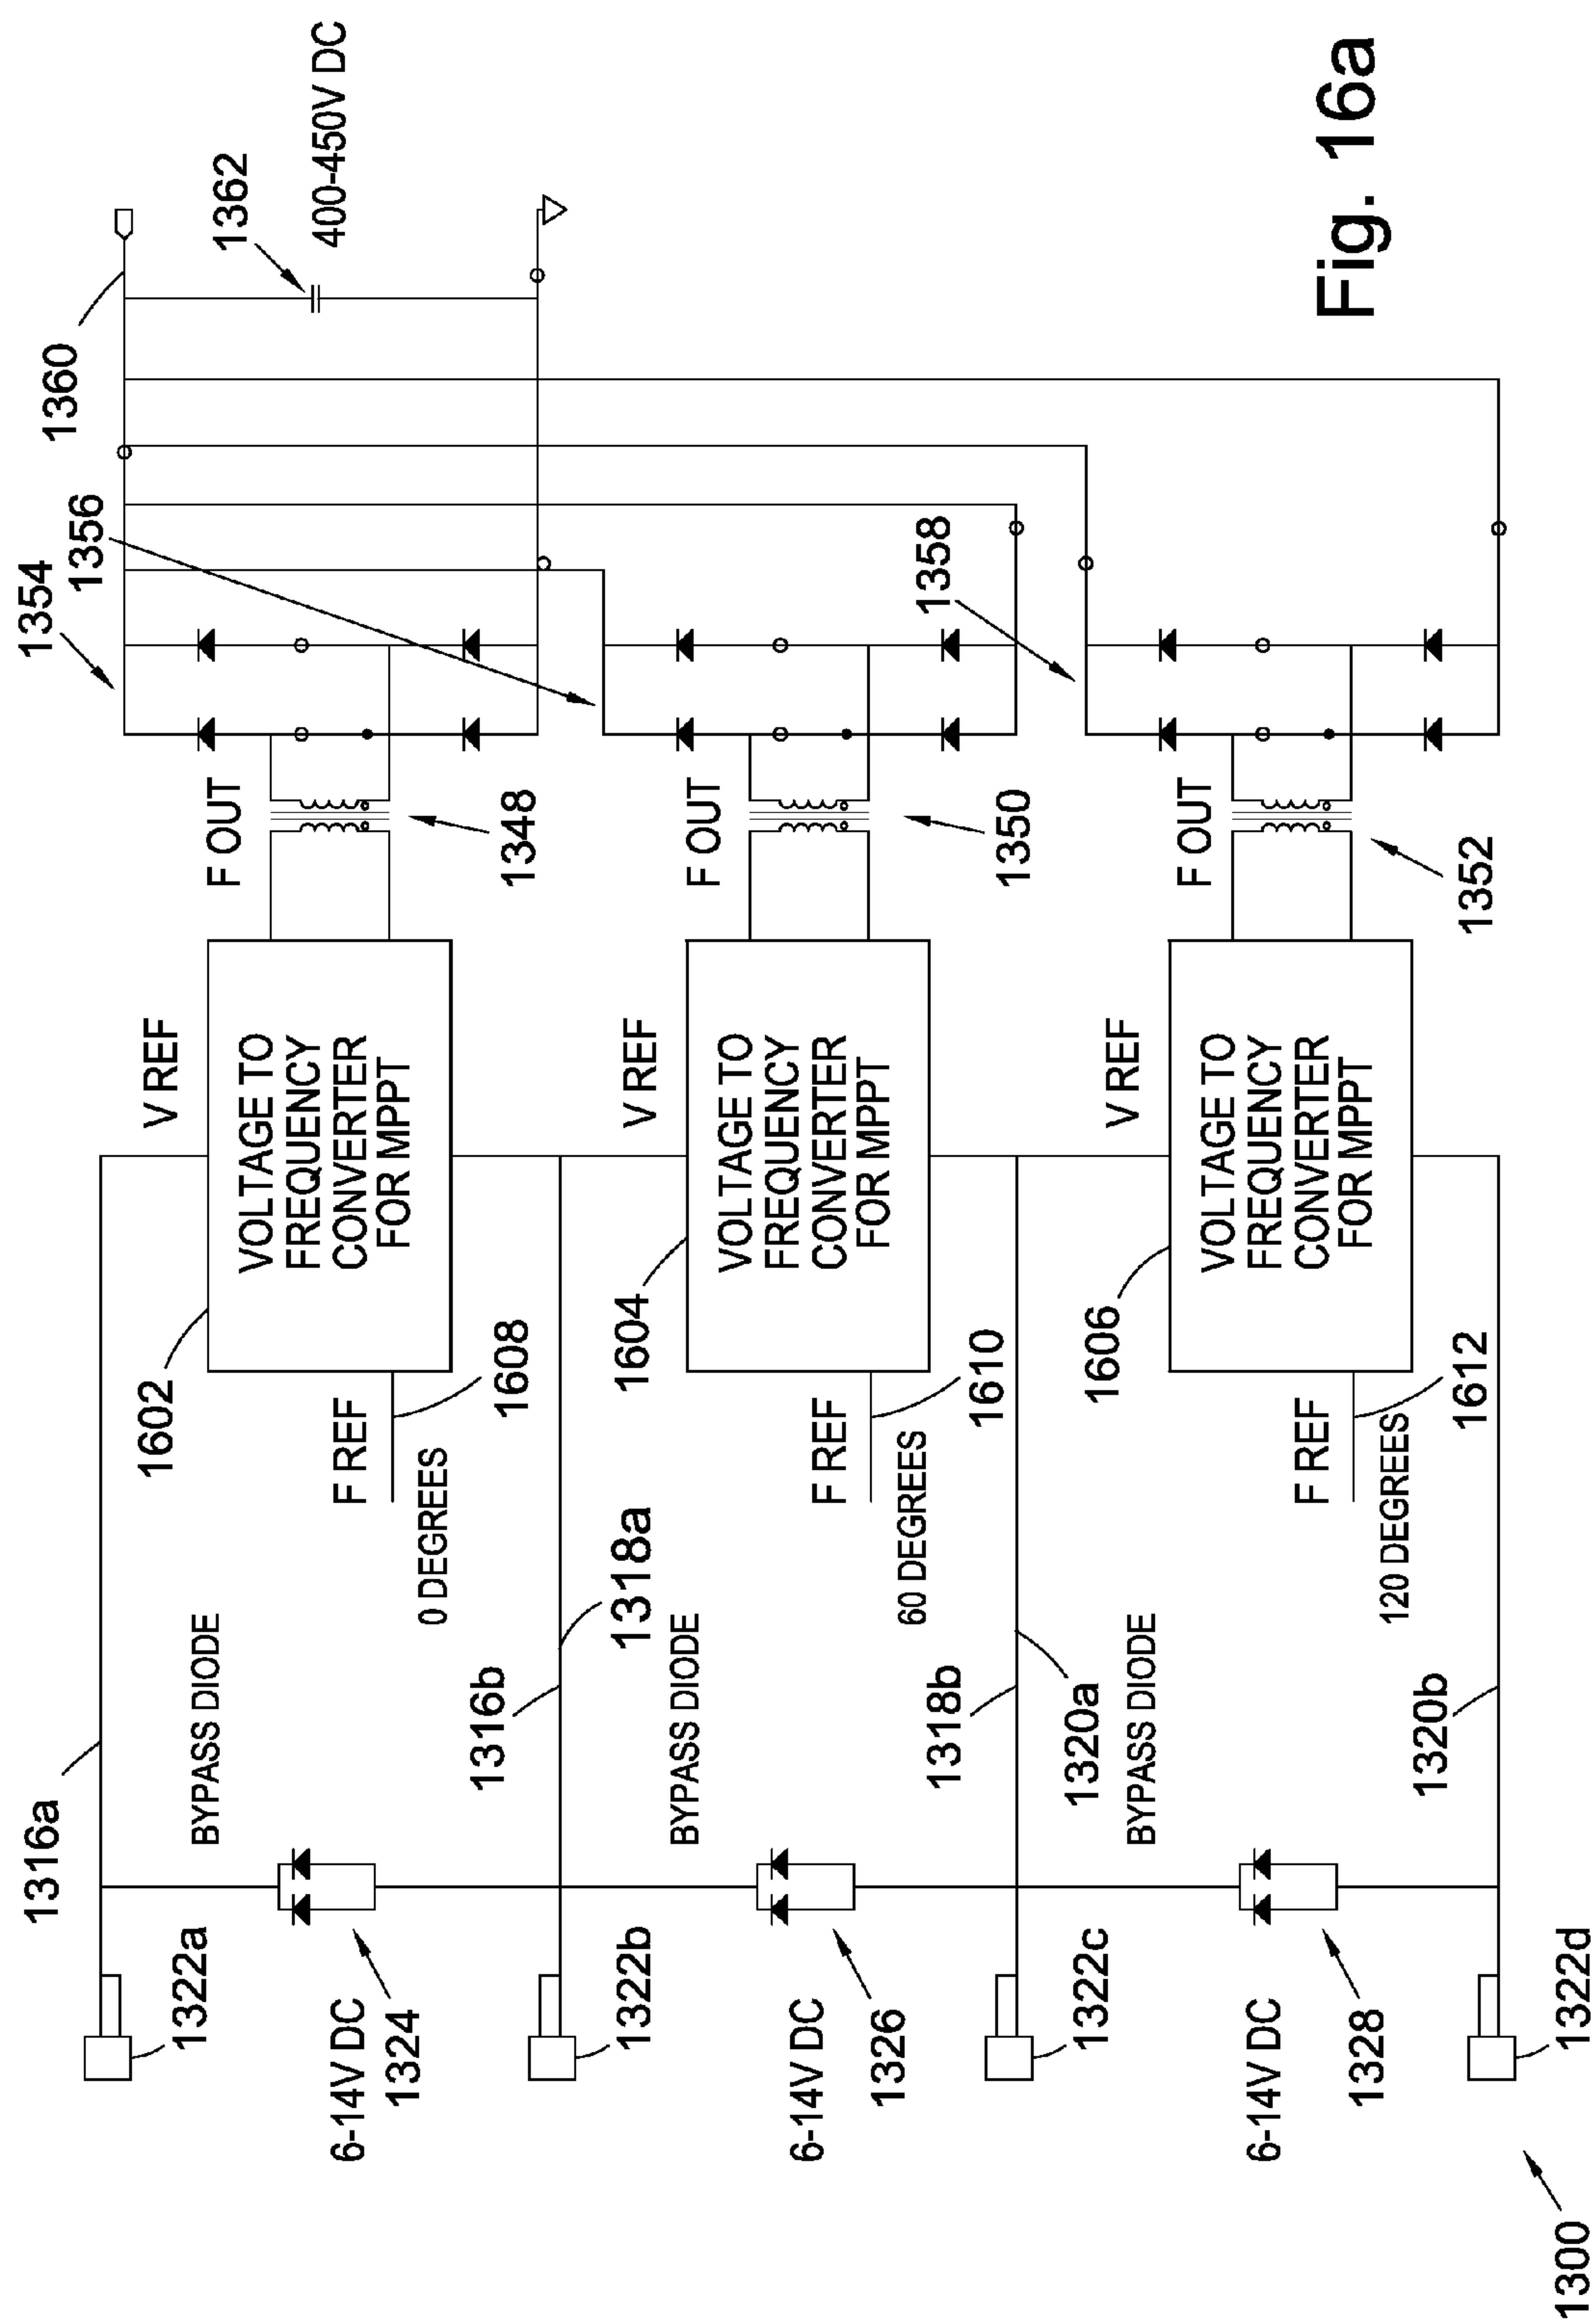 1300
1322a
1322b
1322c
1322d
6-14V DC
1324
6-14V DC
1326
6-14V DC
1328
1316a
BYPASS DIODE
1316b
1318a
BYPASS DIODE
1318b
1320a
BYPASS DIODE
1320b
1602
F REF
0 DEGREES
1608
1604
F REF
60 DEGREES
1610
1606
F REF
120 DEGREES
1612
V REF
VOLTAGE TO
FREQUENCY
CONVERTER
FOR MPPT
V REF
VOLTAGE TO
FREQUENCY
CONVERTER
FOR MPPT
V REF
VOLTAGE TO
FREQUENCY
CONVERTER
FOR MPPT
F OUT
1348
F OUT
1350
F OUT
1352
1354
1356
1358
1360
1362
400-450V DC
Fig. 16a